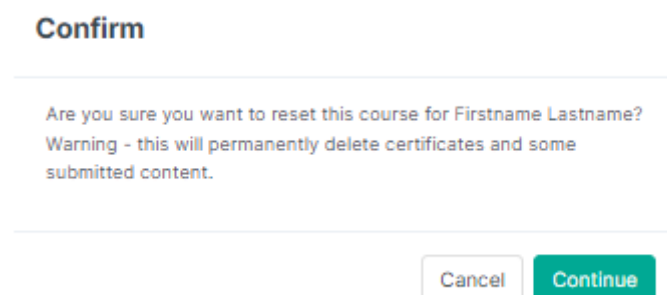 Confirm
Are you sure you want to reset this course for Firstname Lastname?
Warning - this will permanently delete certificates and some
submitted content.
Cancel Continue